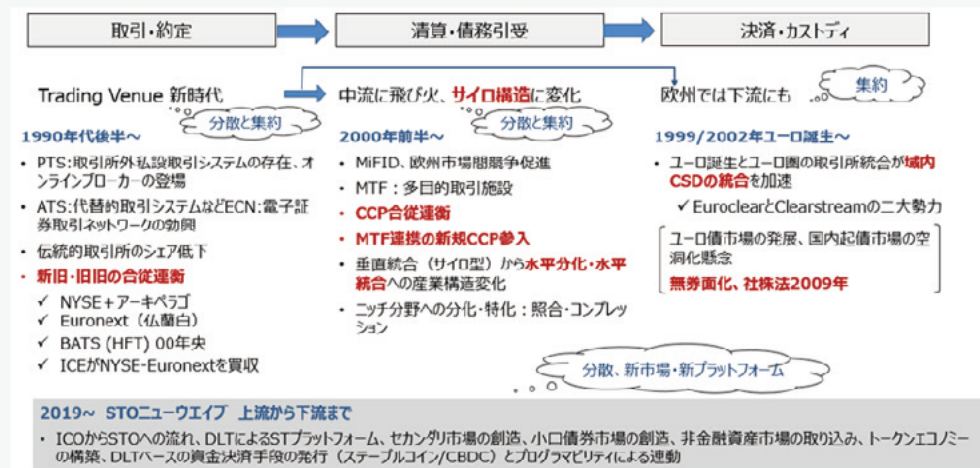 取引・約定
清算・債務引受
決済・カストディ
Trading Venue 新時代
中流に飛び火、サイロ構造に変化
欧州では下流にも
集約
分散と集約
分散と集約
1990年代後半～
・ PTS:取引所外私設取引システムの存在、オ
ンラインブローカーの登場
・ ATS:代替的取引システムなどECN:電子証
券取引ネットワークの勃興
・ 伝統的取引所のシェア低下
・ 新旧・旧旧の合従連衡
✓ NYSE+アーキペラゴ
✓ Euronext（仏蘭白）
✓ BATS (HFT) 00年央
✓ ICEがNYSE-Euronextを買収
2000年前半～
・ MiFID、欧州市場間競争促進
・ MTF：多目的取引施設
・ CCP合従連衡
・ MTF連携の新規CCP参入
・ 垂直統合（サイロ型）から水平分化・水平
統合への産業構造変化
・ ニッチ分野への分化・特化：照合・コンプレッ
ション
1999/2002年ユーロ誕生～
・ ユーロ誕生とユーロ圏の取引所統合が域内
CSDの統合を加速
✓ EuroclearとClearstreamの二大勢力
ユーロ債市場の発展、国内起債市場の空
洞化懸念
無券面化、社株法2009年
分散、新市場・新プラットフォーム
2019～ STOニューウエイブ 上流から下流まで
・ ICOからSTOへの流れ、DLTによるSTプラットフォーム、セカンダリ市場の創造、小口債券市場の創造、非金融資産市場の取り込み、トークンエコノミー
の構築、DLTベースの資金決済手段の発行（ステーブルコイン/CBDC）とプログラマビリティによる連動